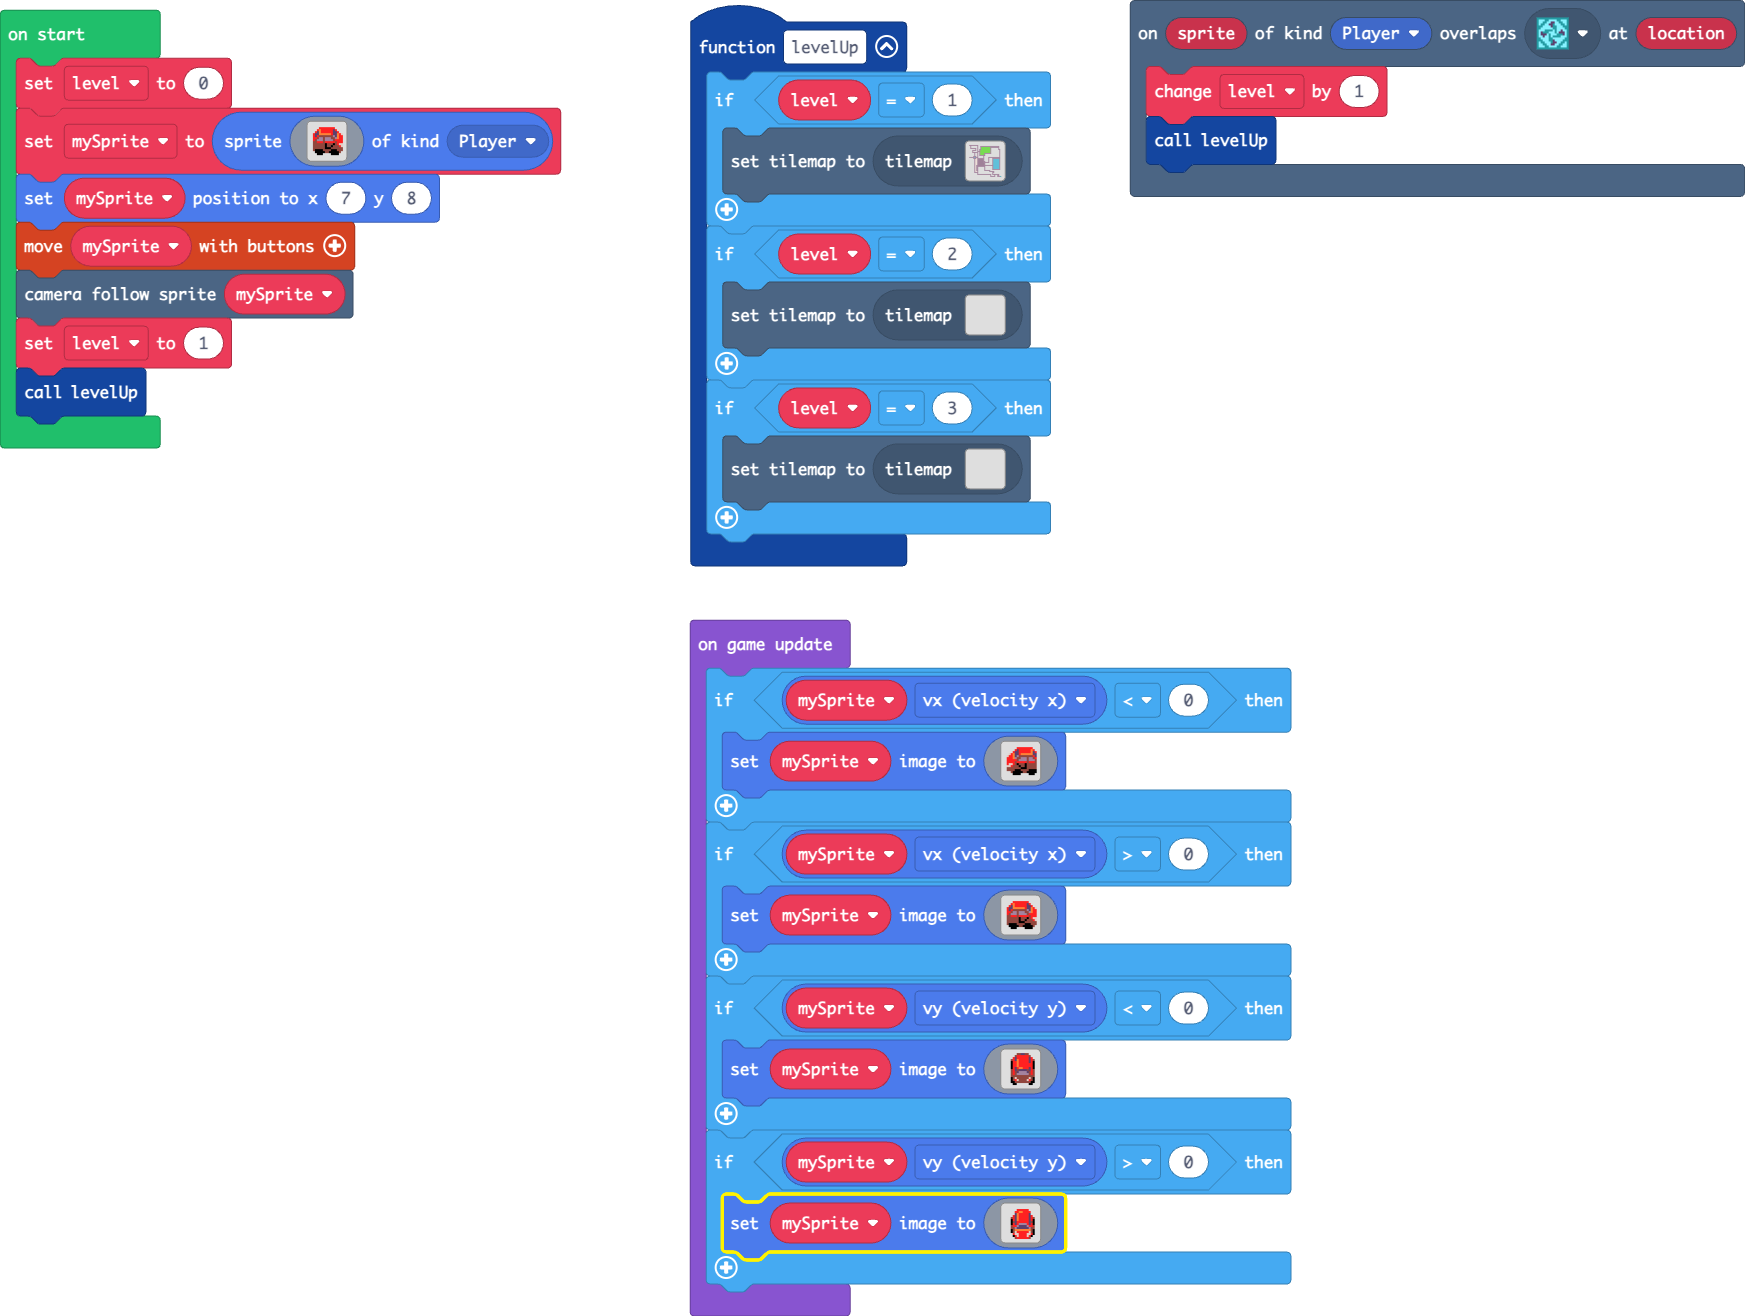 on start
set level to 0
set mySprite to sprite of kind Player
set mySprite position to x 7 y 8
move mySprite with buttons
camera follow sprite mySprite
set level to 1
call levelUp
function levelUp
if level = 1 then
set tilemap to tilemap
if level = 2 then
set tilemap to tilemap
if level = 3 then
set tilemap to tilemap
on sprite of kind Player overlaps at location
change level by 1
call levelUp
on game update
if mySprite vx (velocity x) < 0 then
set mySprite image to
if mySprite vx (velocity x) > 0 then
set mySprite image to
if mySprite vy (velocity y) < 0 then
set mySprite image to
if mySprite vy (velocity y) > 0 then
set mySprite image to